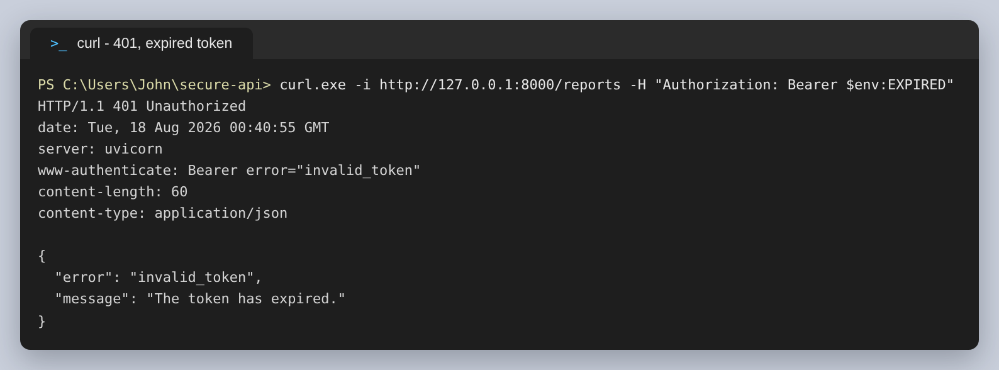 >_ curl - 401, expired token
PS C:\Users\John\secure-api> curl.exe -i http://127.0.0.1:8000/reports -H "Authorization: Bearer $env:EXPIRED"
HTTP/1.1 401 Unauthorized
date: Tue, 18 Aug 2026 00:40:55 GMT
server: uvicorn
www-authenticate: Bearer error="invalid_token"
content-length: 60
content-type: application/json

{
  "error": "invalid_token",
  "message": "The token has expired."
}